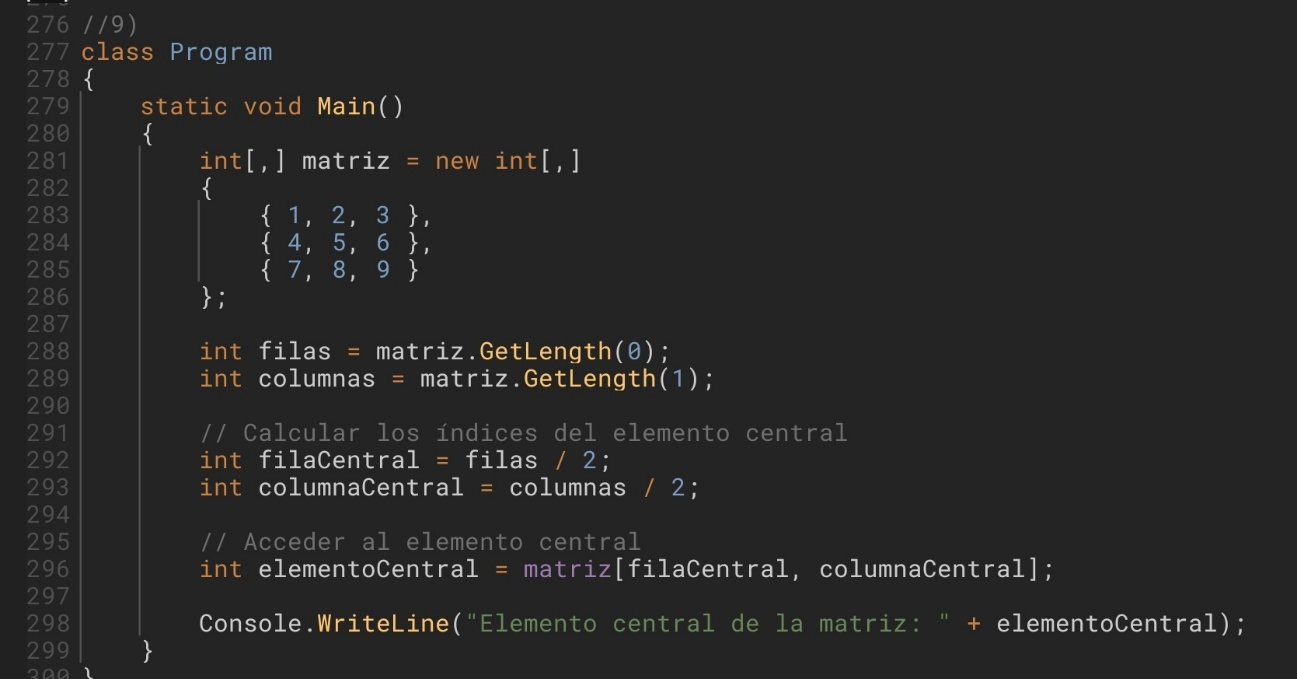 276 //9)
277 class Program
278 {
279     static void Main()
280     {
281         int[,] matriz = new int[,]
282         {
283             { 1, 2, 3 },
284             { 4, 5, 6 },
285             { 7, 8, 9 }
286         };
287
288         int filas = matriz.GetLength(0);
289         int columnas = matriz.GetLength(1);
290
291         // Calcular los índices del elemento central
292         int filaCentral = filas / 2;
293         int columnaCentral = columnas / 2;
294
295         // Acceder al elemento central
296         int elementoCentral = matriz[filaCentral, columnaCentral];
297
298         Console.WriteLine("Elemento central de la matriz: " + elementoCentral);
299     }
300 }